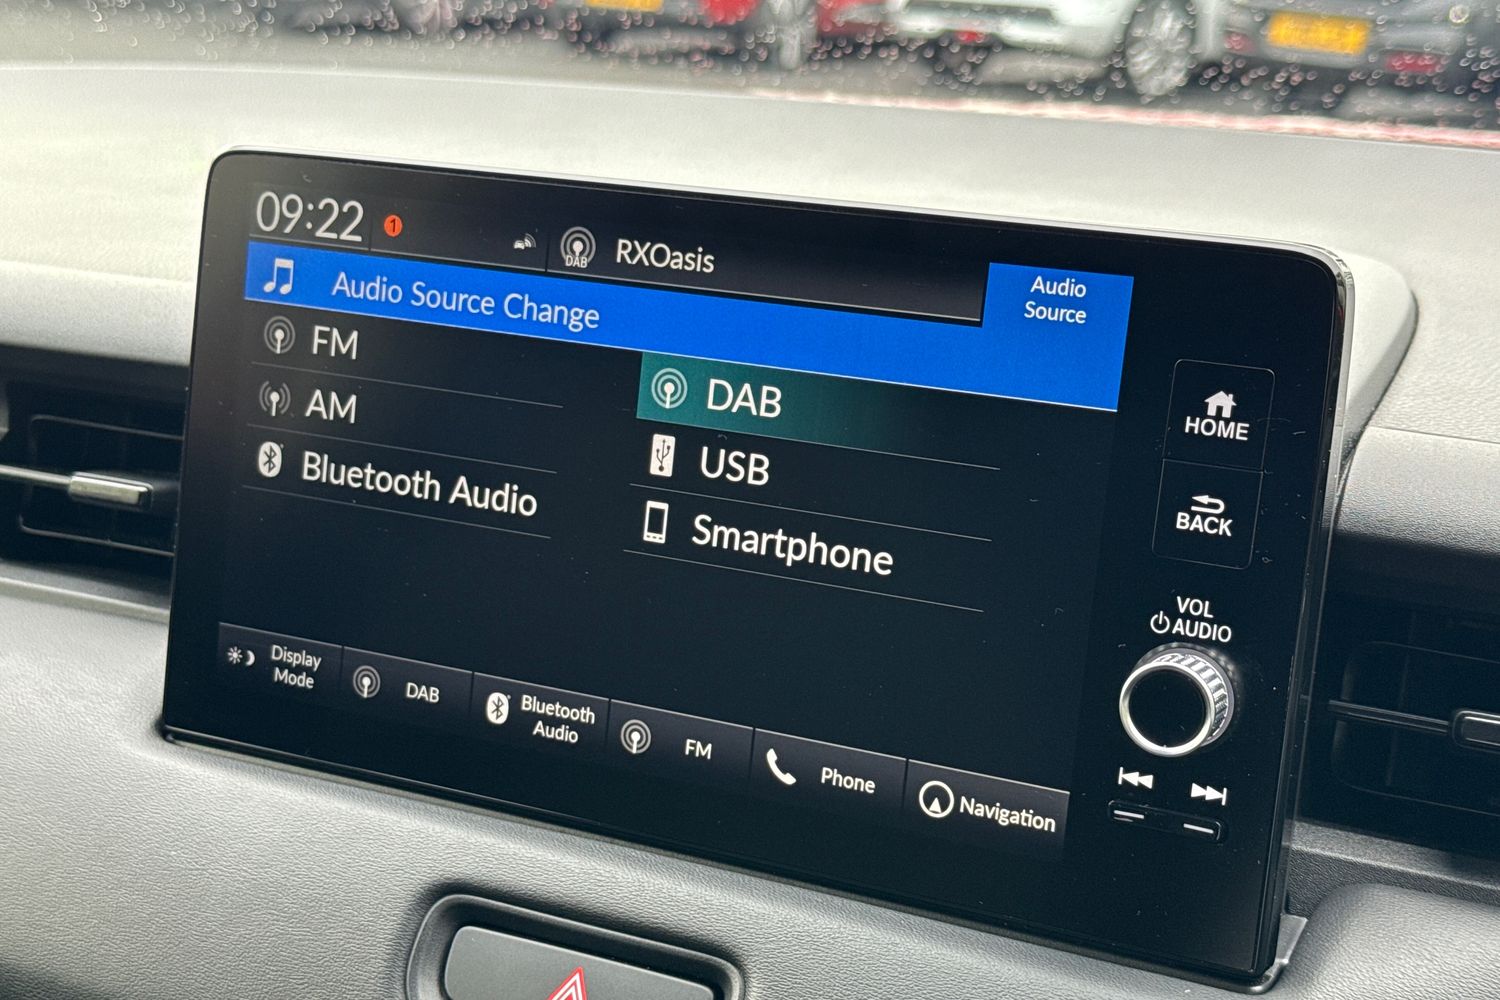 09:22
1
DAB
RXOasis
Audio
Source
Audio Source Change
FM
DAB
AM
USB
Bluetooth Audio
Smartphone
Display
Mode
DAB
Bluetooth
Audio
FM
Phone
Navigation
HOME
BACK
VOL
AUDIO